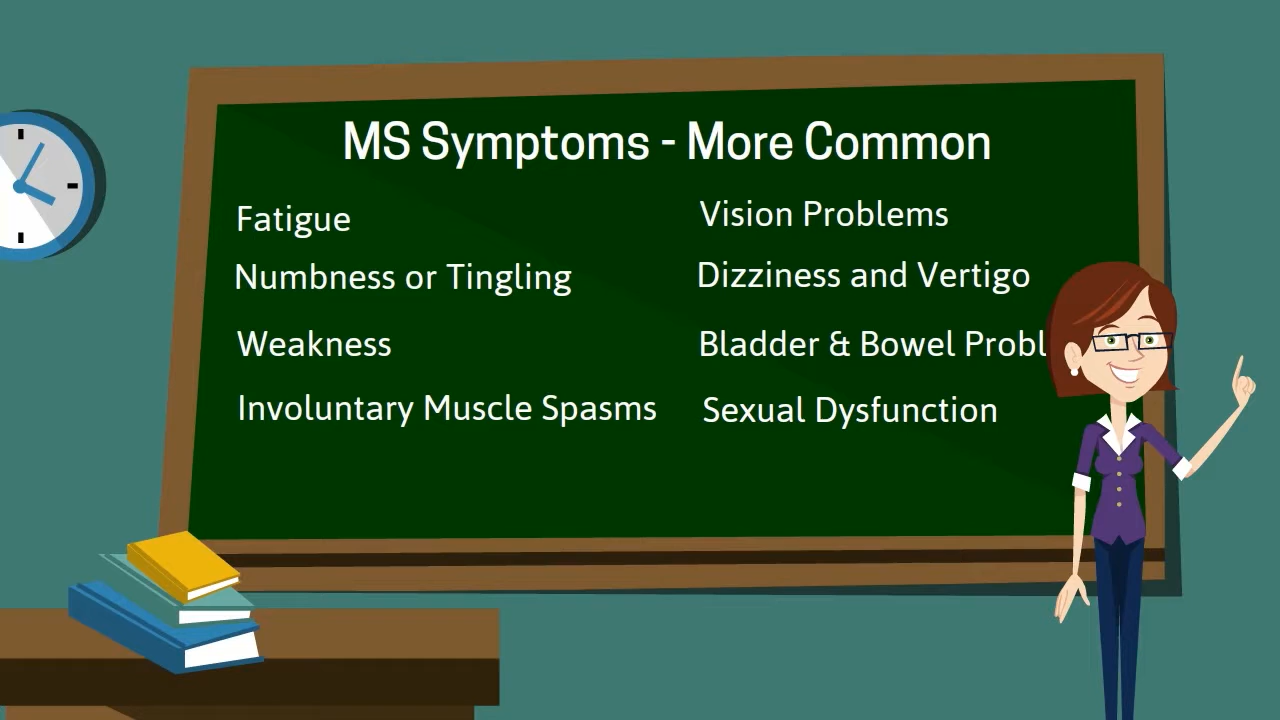 MS Symptoms - More Common
Fatigue
Numbness or Tingling
Weakness
Involuntary Muscle Spasms
Vision Problems
Dizziness and Vertigo
Bladder & Bowel Probl
Sexual Dysfunction